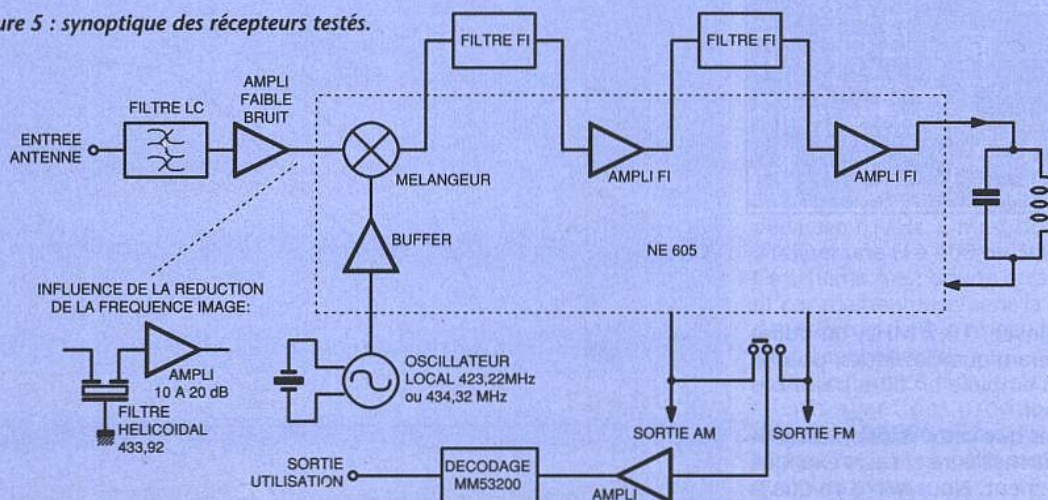 ure 5 : synoptique des récepteurs testés.
FILTRE FI
FILTRE FI
AMPLI
FAIBLE
BRUIT
FILTRE LC
ENTREE
ANTENNE
MELANGEUR
AMPLI FI
AMPLI FI
BUFFER
NE 605
INFLUENCE DE LA REDUCTION
DE LA FREQUENCE IMAGE:
AMPLI
10 A 20 dB
FILTRE
HELICOIDAL
433,92
OSCILLATEUR
LOCAL 423,22MHz
ou 434,32 MHz
SORTIE AM
SORTIE FM
SORTIE
UTILISATION
DECODAGE
MM53200
AMPLI